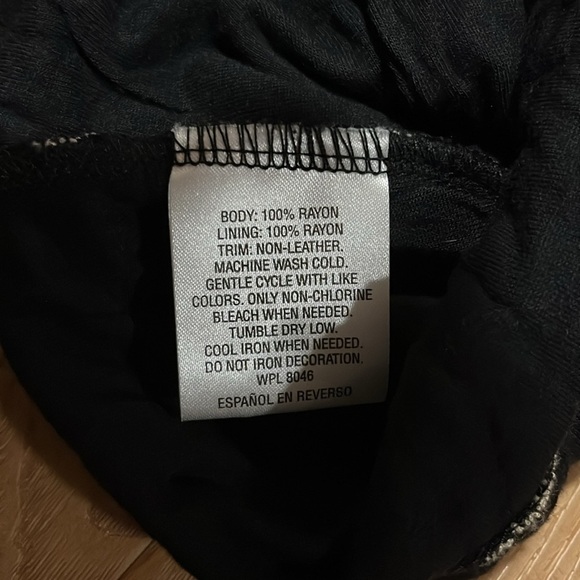 BODY: 100% RAYON
LINING: 100% RAYON
TRIM: NON-LEATHER.
MACHINE WASH COLD.
GENTLE CYCLE WITH LIKE
COLORS. ONLY NON-CHLORINE
BLEACH WHEN NEEDED.
TUMBLE DRY LOW.
COOL IRON WHEN NEEDED.
DO NOT IRON DECORATION.
WPL 8046
ESPAÑOL EN REVERSO